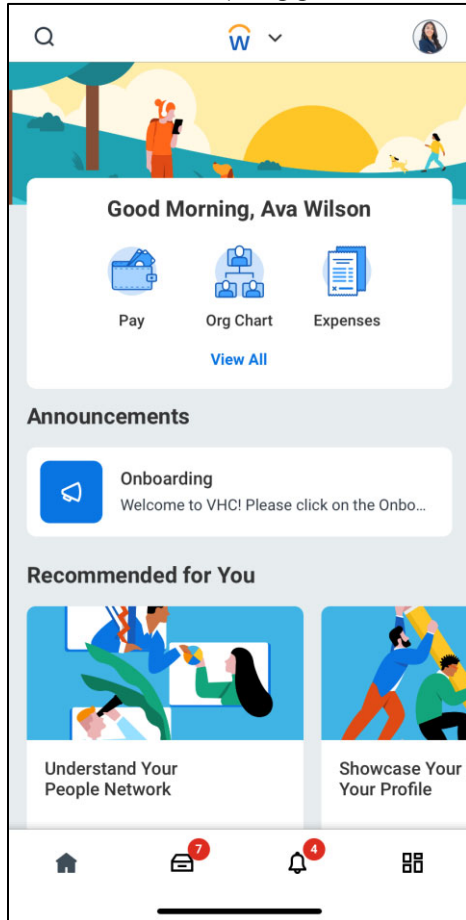 W
Good Morning, Ava Wilson
Pay
Org Chart
Expenses
View All
Announcements
Onboarding
Welcome to VHC! Please click on the Onbo...
Recommended for You
Understand Your
People Network
Showcase Your
Your Profile
7
4